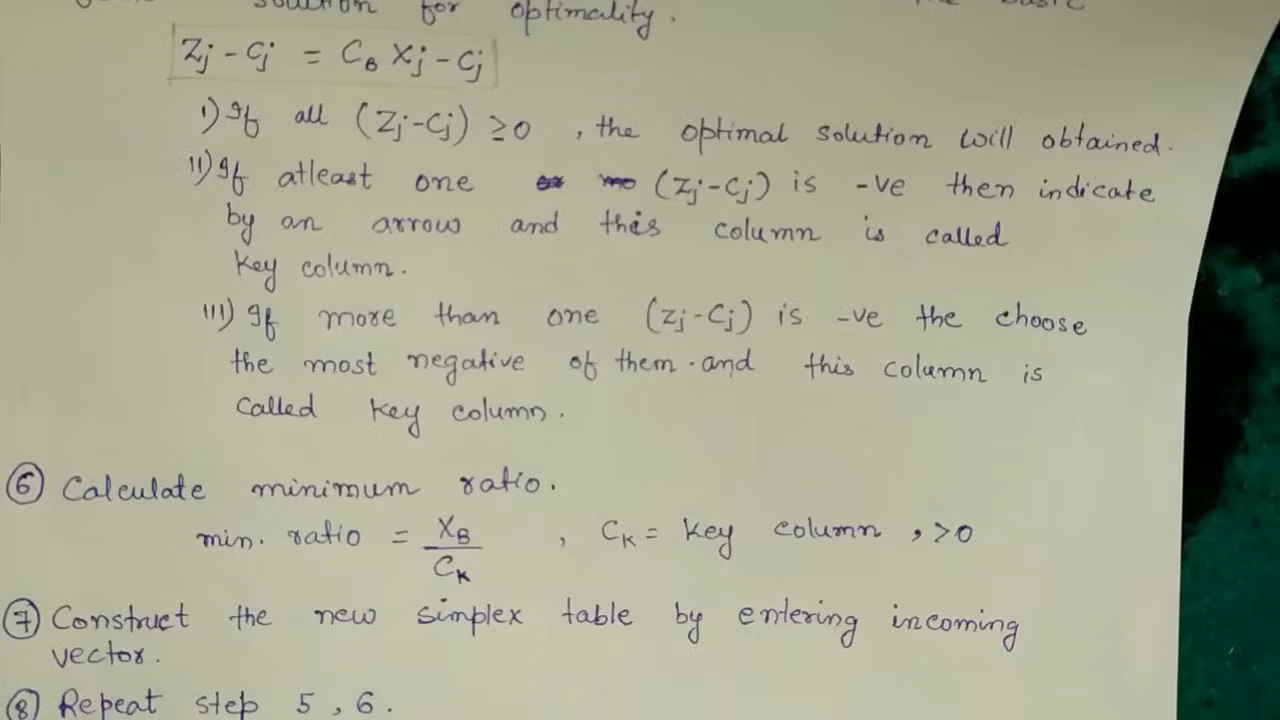 solution for optimality. The basic
Zj - Cj = CB Xj - Cj
i) If all (Zj-Cj) ≥0 , the optimal solution will obtained.
ii) If atleast one (Zj-Cj) is -ve then indicate
by an arrow and this column is called
key column.
iii) If more than one (Zj-Cj) is -ve the choose
the most negative of them. and this column is
called key column.
⑥ Calculate minimum ratio.
min. ratio = XB / CK , CK = key column , >0
⑦ Construct the new simplex table by entering incoming
vector.
⑧ Repeat step 5 , 6 .